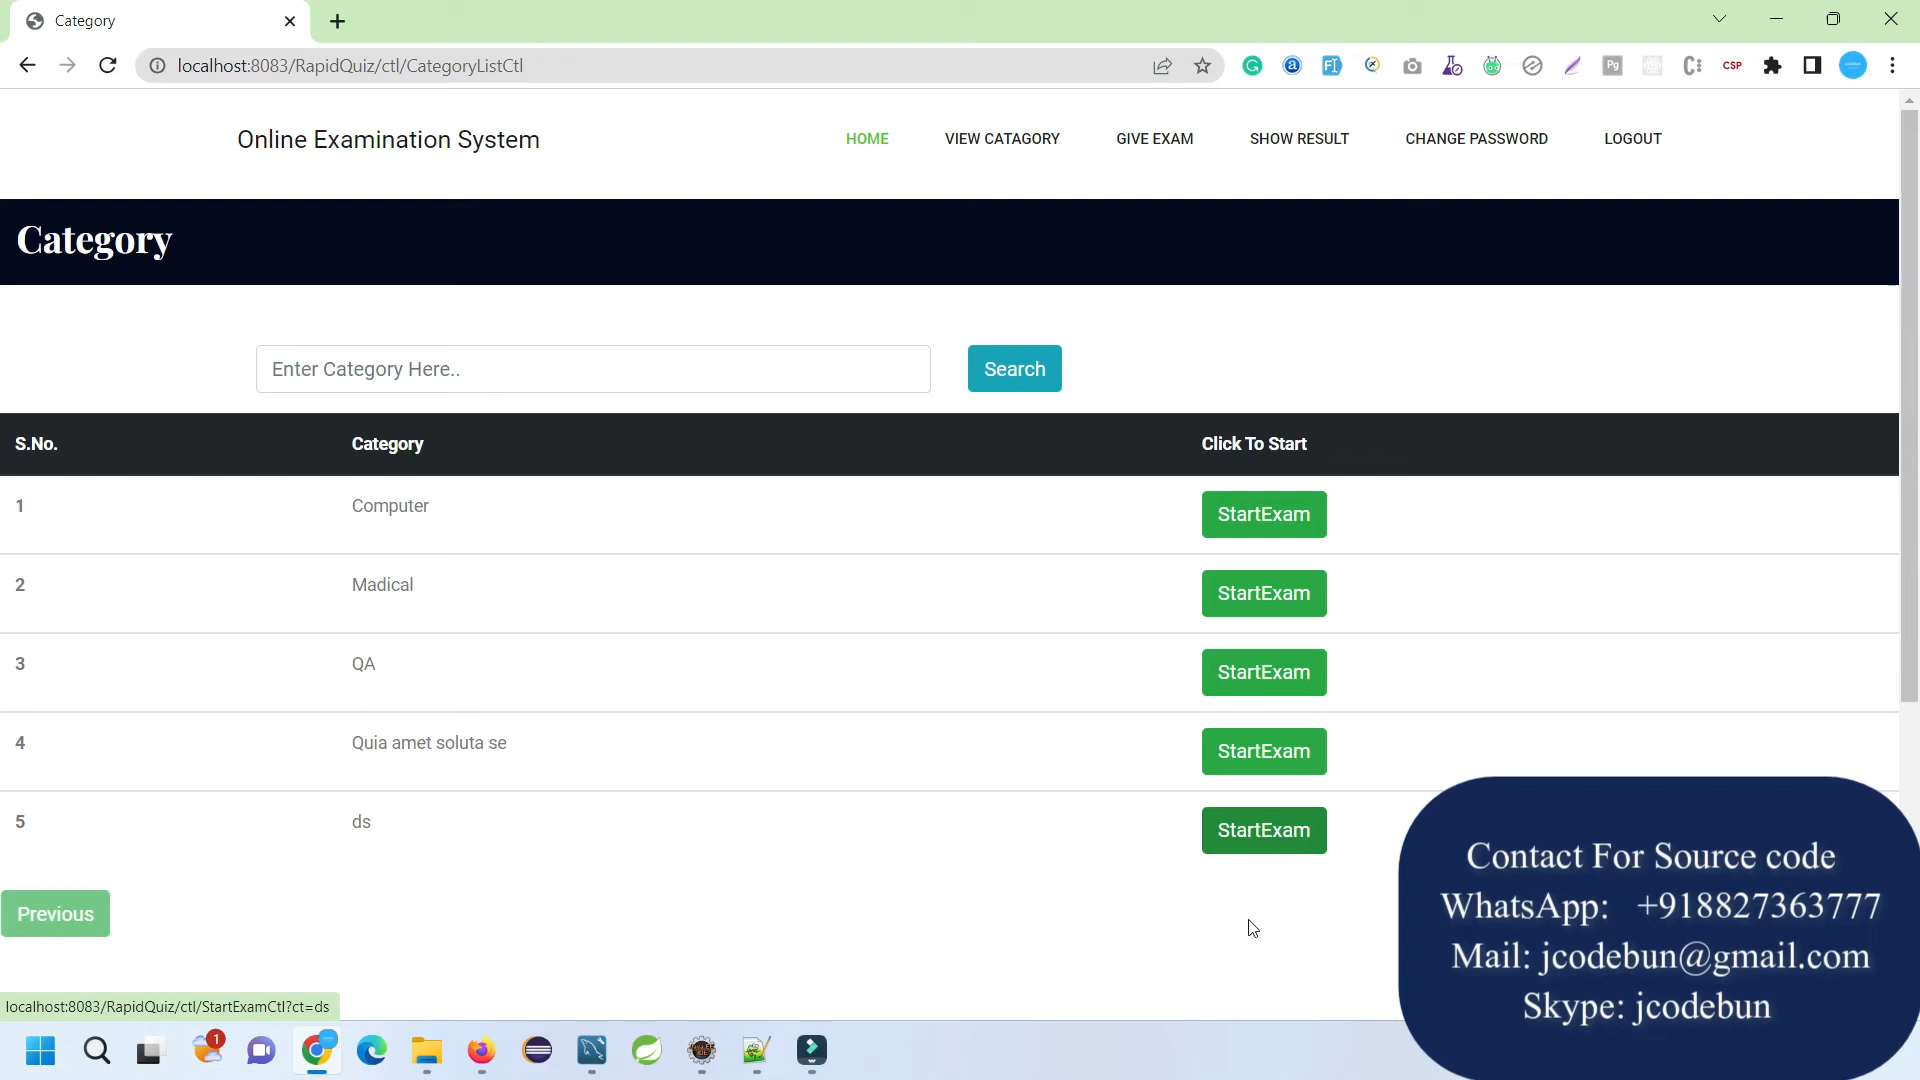 Category
localhost:8083/RapidQuiz/ctl/CategoryListCtl
CSP
Online Examination System
HOME VIEW CATAGORY GIVE EXAM SHOW RESULT CHANGE PASSWORD LOGOUT
Category
Enter Category Here.. Search
S.No. Category Click To Start
1 Computer StartExam
2 Madical StartExam
3 QA StartExam
4 Quia amet soluta se StartExam
5 ds StartExam
Previous
Contact For Source code
WhatsApp: +918827363777
Mail: jcodebun@gmail.com
Skype: jcodebun
localhost:8083/RapidQuiz/ctl/StartExamCtl?ct=ds
1